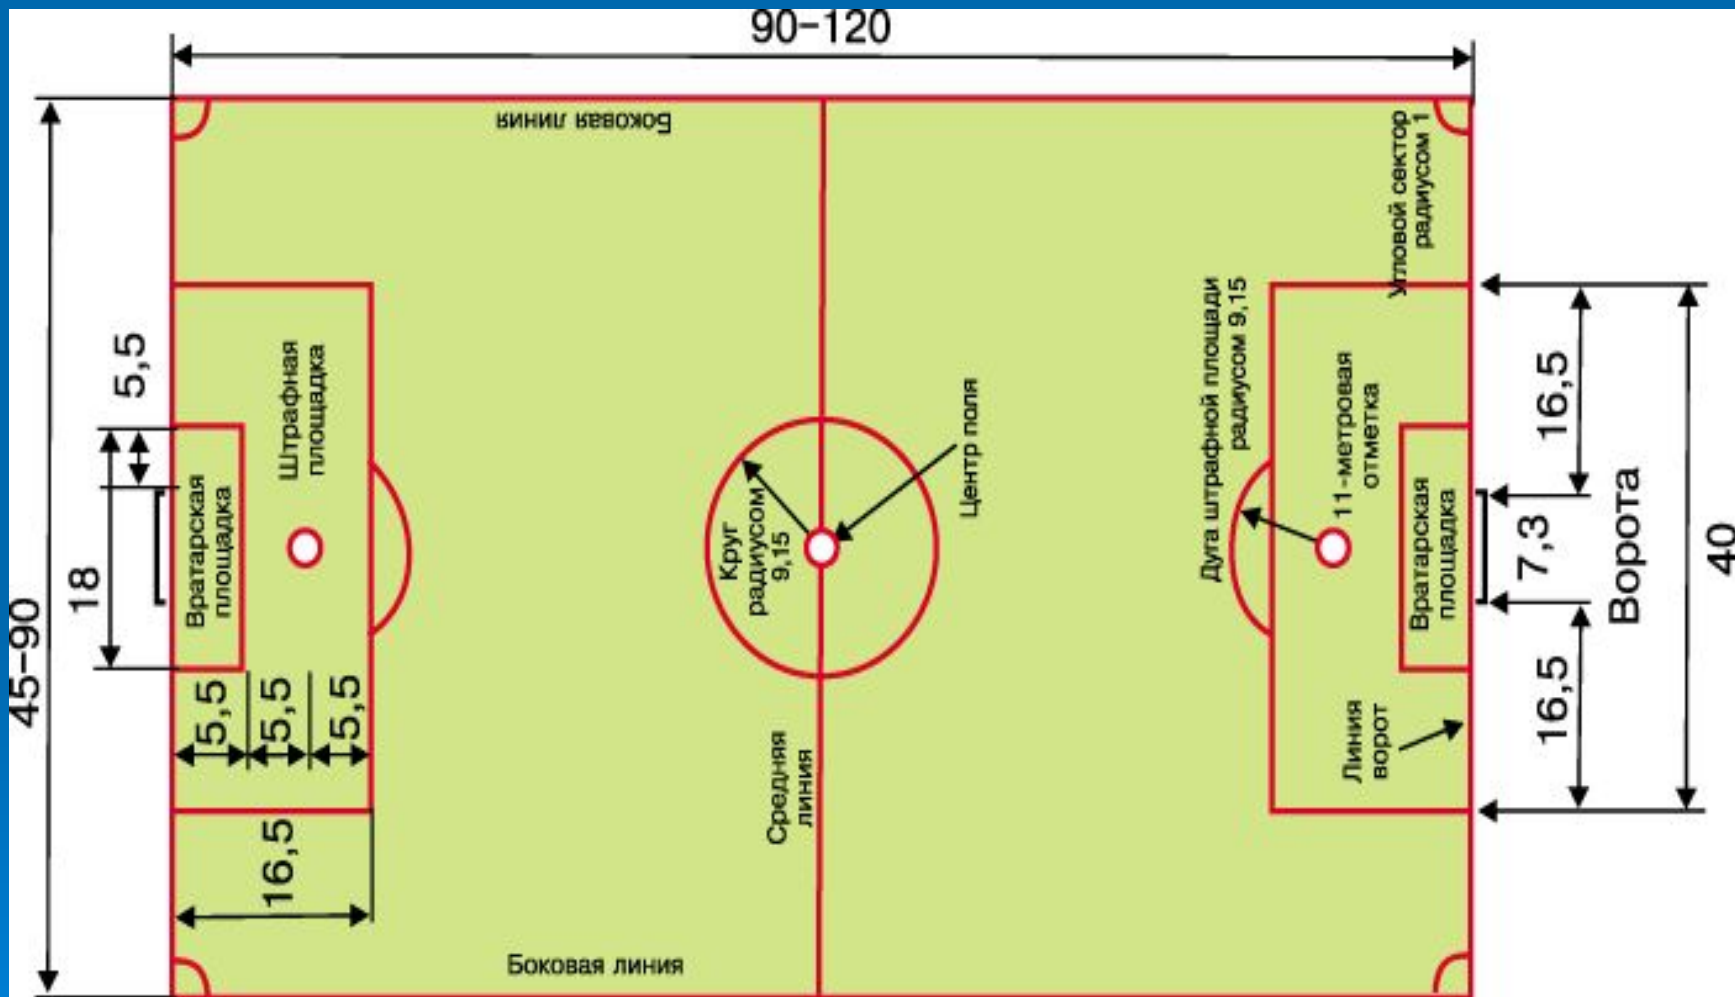 90-120
Боковая линия
Угловой сектор
радиусом 1
45-90
5,5
18
Вратарская
площадка
Штрафная
площадка
5,5
5,5
5,5
16,5
Круг
радиусом
9,15
Центр поля
Средняя
линия
Дуга штрафной площади
радиусом 9,15
11-метровая
отметка
Вратарская
площадка
Линия
ворот
16,5
7,3
16,5
Ворота
40
Боковая линия